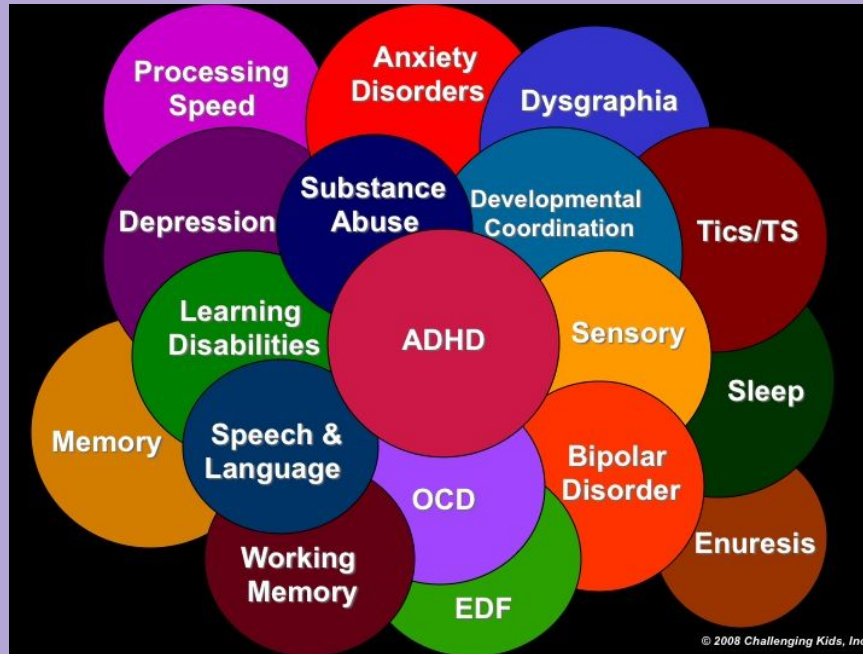 Processing
Speed
Anxiety
Disorders
Dysgraphia
Depression
Substance
Abuse
Developmental
Coordination
Tics/TS
Learning
Disabilities
ADHD
Sensory
Sleep
Memory
Speech &
Language
OCD
Bipolar
Disorder
Working
Memory
EDF
Enuresis
© 2008 Challenging Kids, Inc